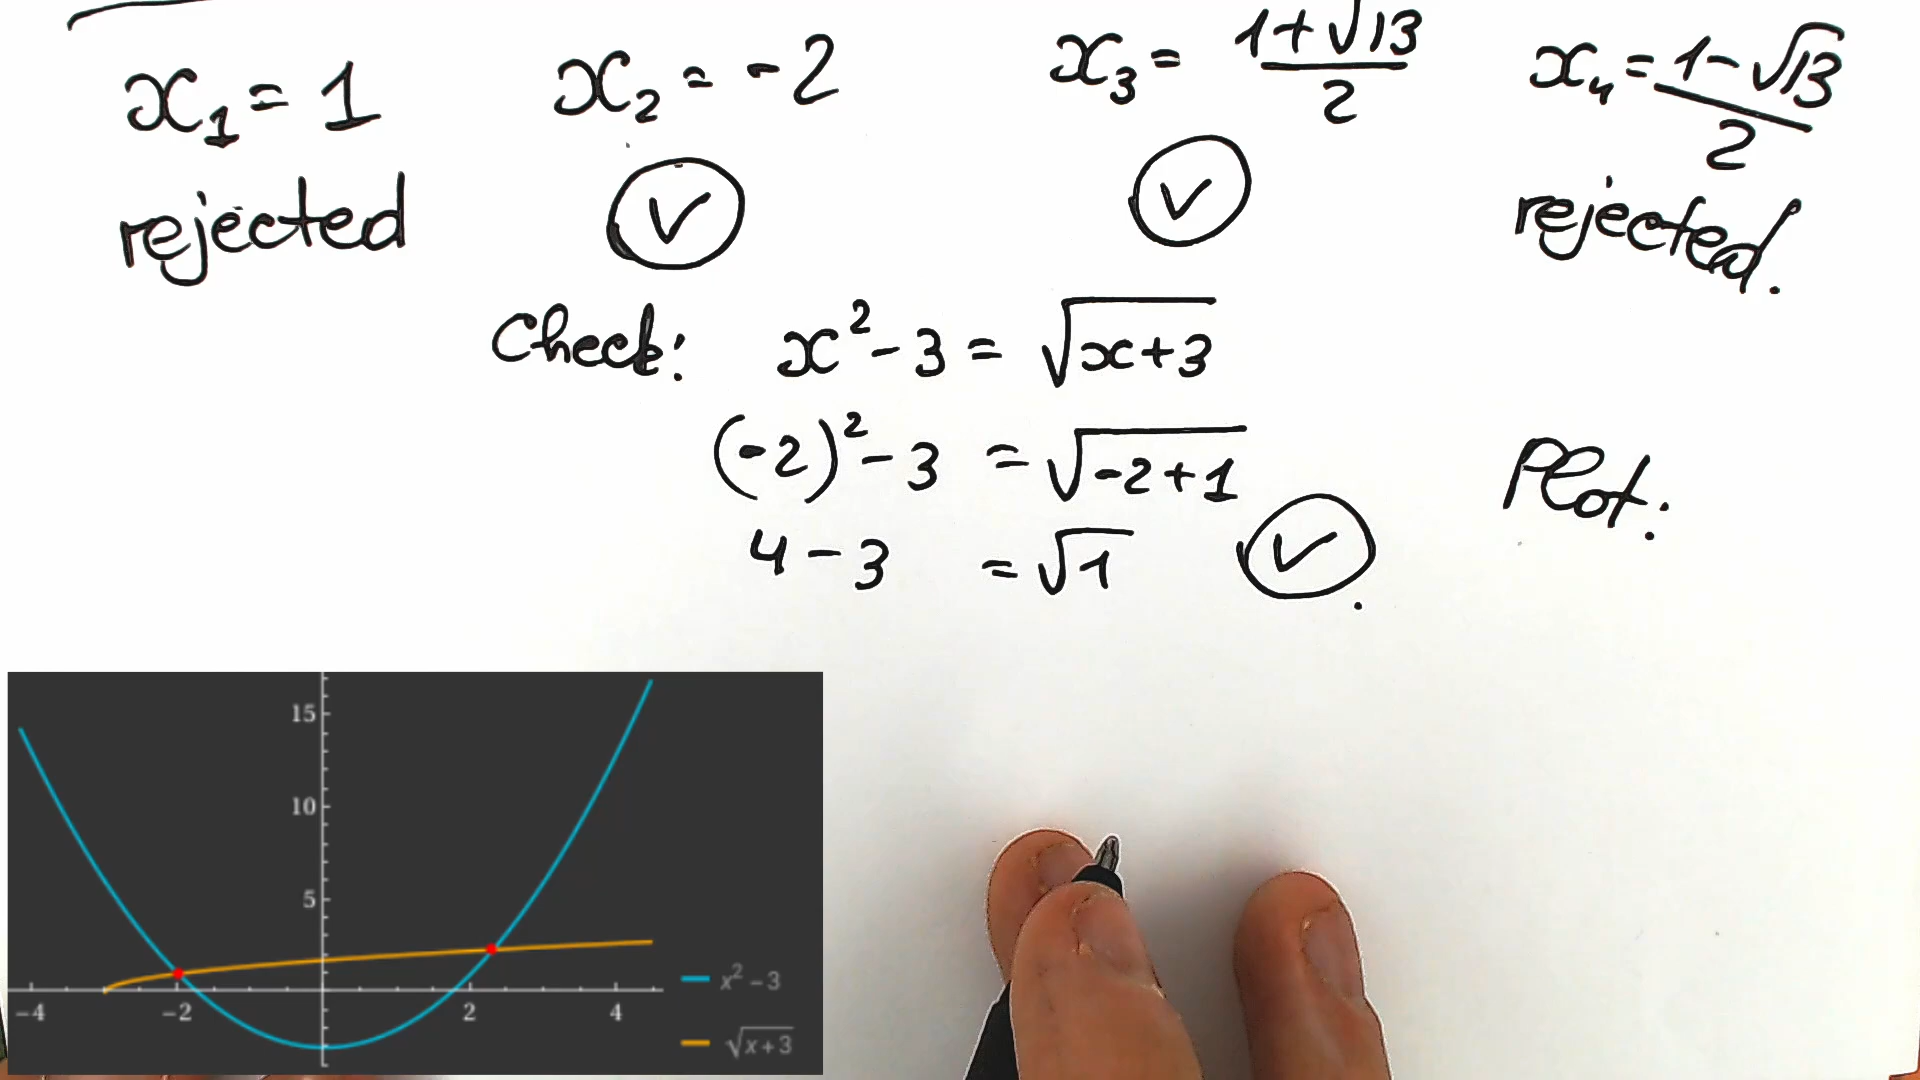 x₁ = 1 x₂ = -2 x₃ = (1+√13)/2 x₄ = (1-√13)/2
rejected ✓ ✓ rejected.
Check: x² - 3 = √(x+3)
(-2)² - 3 = √(-2+1)
Plot:
4 - 3 = √1 ✓.
15
10
5
-4 -2 2 4
x² - 3
√(x+3)